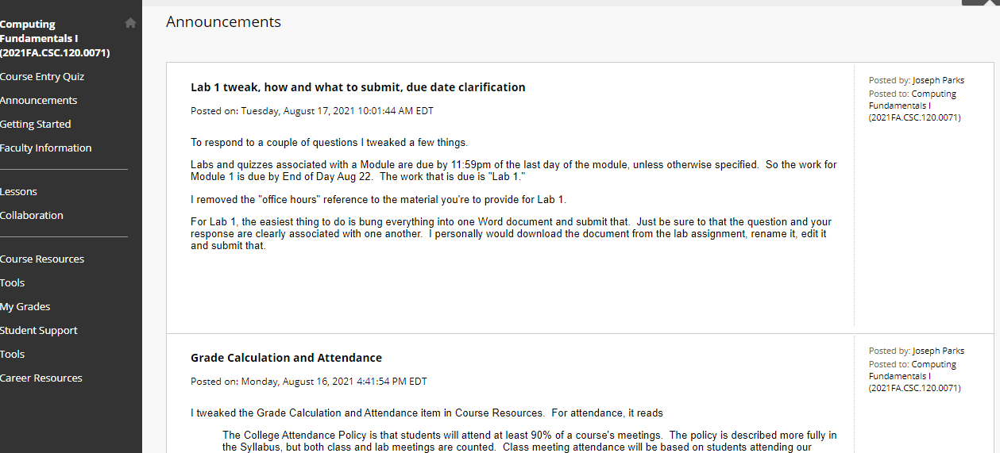 Computing
Fundamentals I
(2021FA.CSC.120.0071)
Course Entry Quiz
Announcements
Getting Started
Faculty Information
Lessons
Collaboration
Course Resources
Tools
My Grades
Student Support
Tools
Career Resources
Announcements
Lab 1 tweak, how and what to submit, due date clarification
Posted on: Tuesday, August 17, 2021 10:01:44 AM EDT
To respond to a couple of questions I tweaked a few things.
Labs and quizzes associated with a Module are due by 11:59pm of the last day of the module, unless otherwise specified.  So the work for
Module 1 is due by End of Day Aug 22.  The work that is due is "Lab 1."
I removed the "office hours" reference to the material you're to provide for Lab 1.
For Lab 1, the easiest thing to do is bung everything into one Word document and submit that.  Just be sure to that the question and your
response are clearly associated with one another.  I personally would download the document from the lab assignment, rename it, edit it
and submit that.
Posted by: Joseph Parks
Posted to: Computing
Fundamentals I
(2021FA.CSC.120.0071)
Grade Calculation and Attendance
Posted on: Monday, August 16, 2021 4:41:54 PM EDT
I tweaked the Grade Calculation and Attendance item in Course Resources.  For attendance, it reads
The College Attendance Policy is that students will attend at least 90% of a course's meetings.  The policy is described more fully in
the Syllabus, but both class and lab meetings are counted.  Class meeting attendance will be based on students attending our
Posted by: Joseph Parks
Posted to: Computing
Fundamentals I
(2021FA.CSC.120.0071)